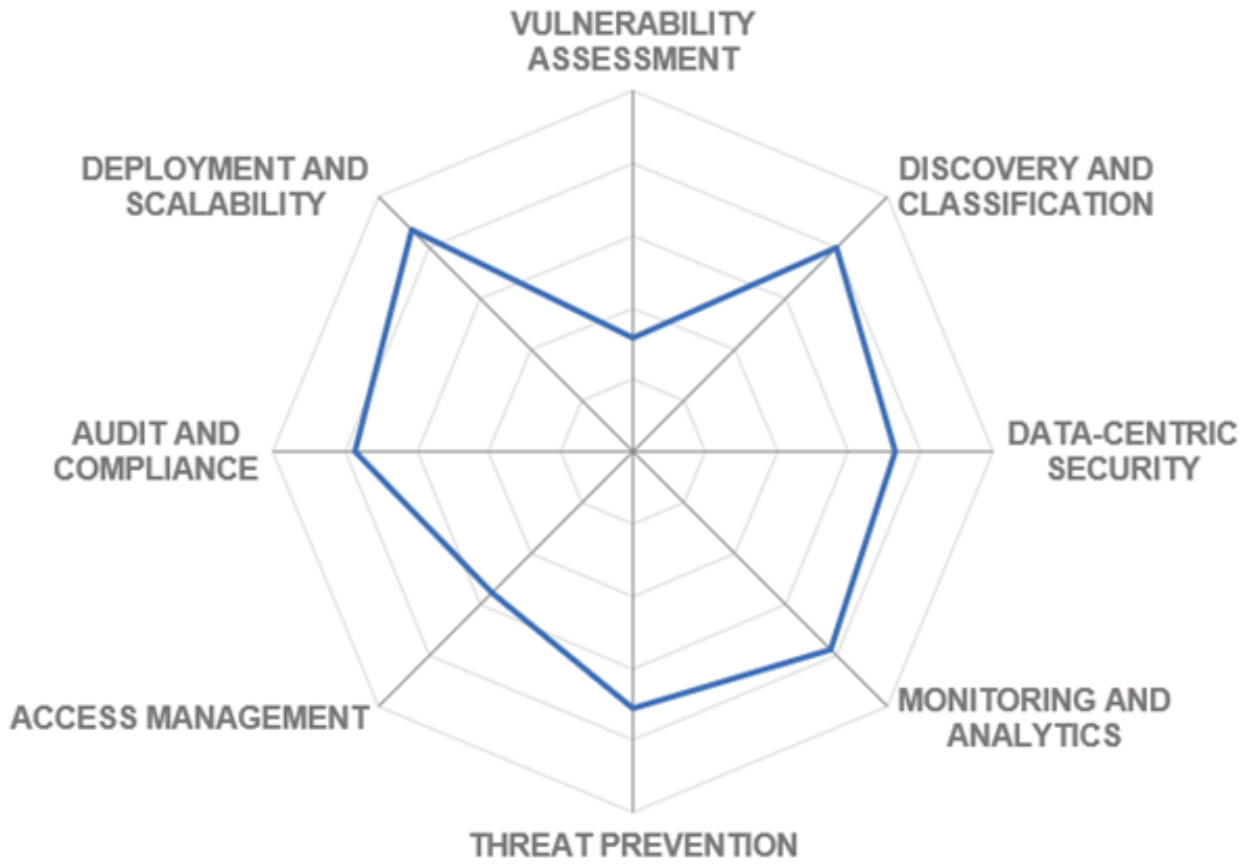 VULNERABILITY
ASSESSMENT
DISCOVERY AND
CLASSIFICATION
DATA-CENTRIC
SECURITY
MONITORING AND
ANALYTICS
THREAT PREVENTION
ACCESS MANAGEMENT
AUDIT AND
COMPLIANCE
DEPLOYMENT AND
SCALABILITY